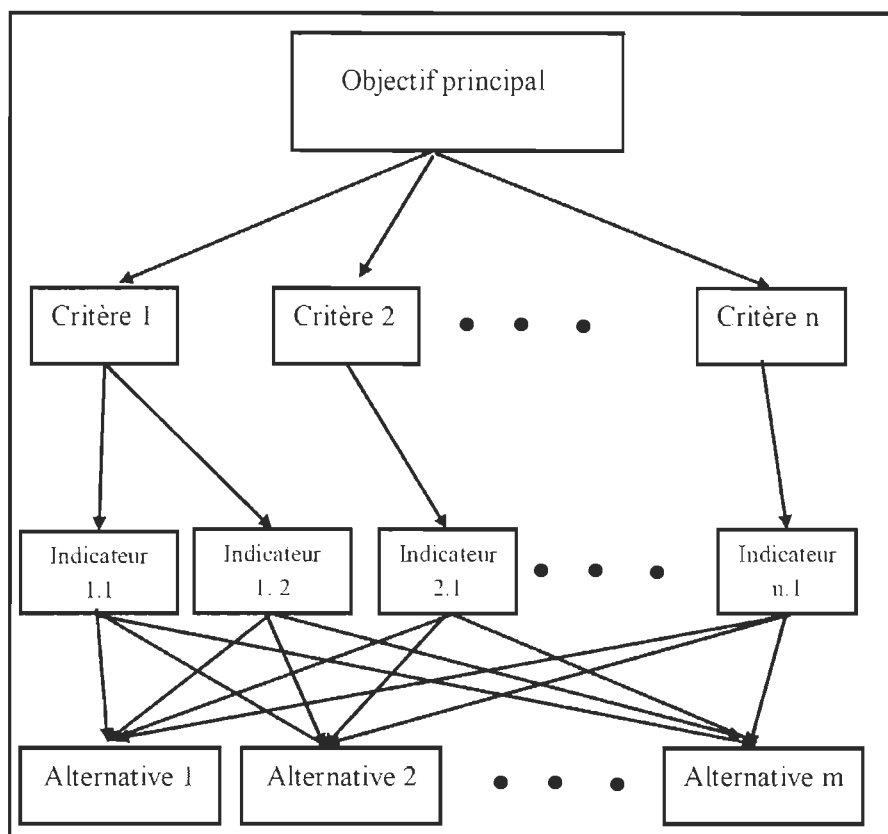 Objectif principal
Critère 1
Critère 2
Critère n
Indicateur
1.1
Indicateur
1.2
Indicateur
2.1
Indicateur
n.1
Alternative 1
Alternative 2
Alternative m